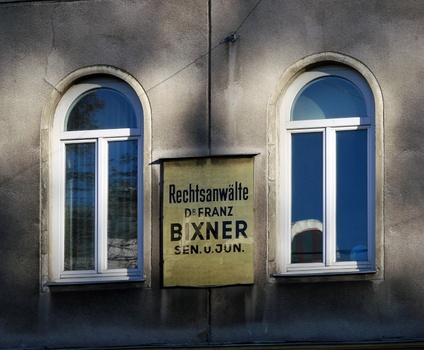 Rechtsanwälte
DR FRANZ
BIXNER
SEN. u. JUN.